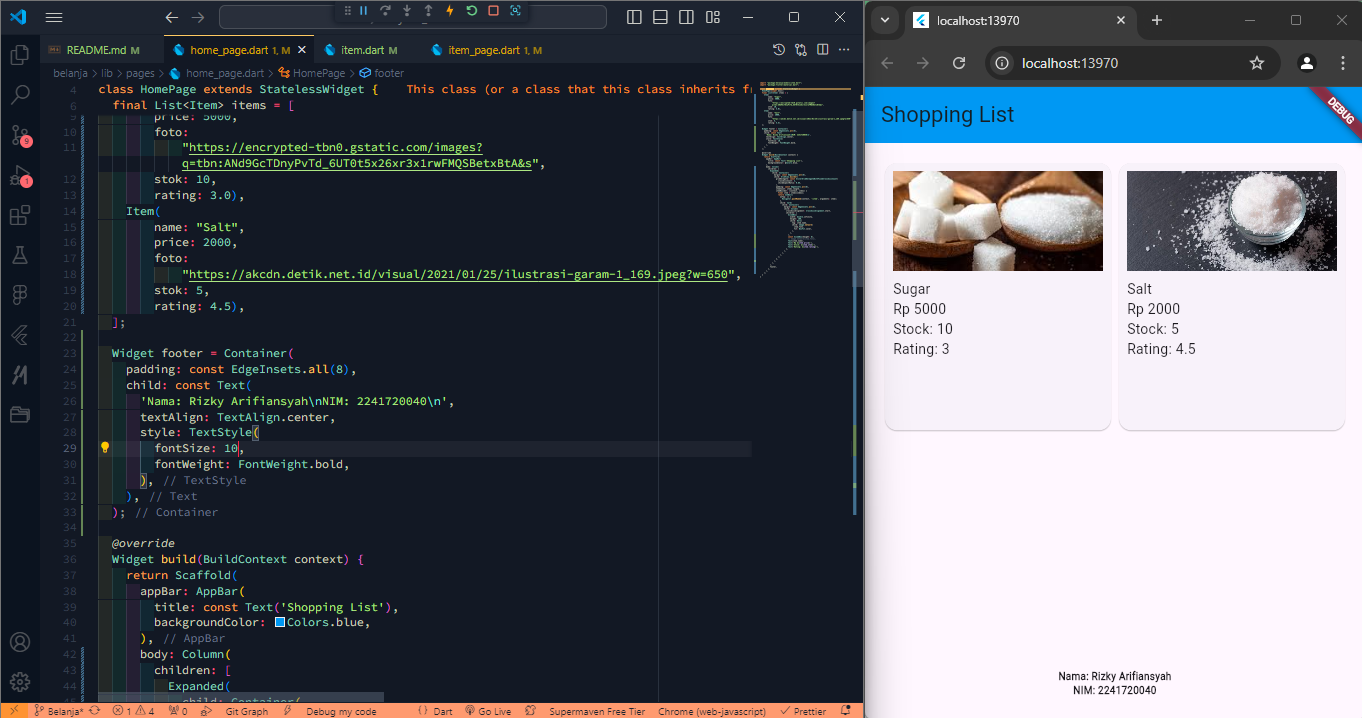 README.md M
home_page.dart 1, M
item.dart M
item_page.dart 1, M
belanja > lib > pages > home_page.dart > HomePage > footer
4 class HomePage extends StatelessWidget { This class (or a class that this class inherits f
6 final List<Item> items = [
9 price: 5000,
10 foto:
11 "https://encrypted-tbn0.gstatic.com/images?
q=tbn:ANd9GcTDnyPvTd_6UT0t5x26xr3x1rwFMQSBetxBtA&s",
12 stok: 10,
13 rating: 3.0),
14 Item(
15 name: "Salt",
16 price: 2000,
17 foto:
18 "https://akcdn.detik.net.id/visual/2021/01/25/ilustrasi-garam-1_169.jpeg?w=650",
19 stok: 5,
20 rating: 4.5),
21 ];
22
23 Widget footer = Container(
24 padding: const EdgeInsets.all(8),
25 child: const Text(
26 'Nama: Rizky Arifiansyah\nNIM: 2241720040\n',
27 textAlign: TextAlign.center,
28 style: TextStyle(
29 fontSize: 10,
30 fontWeight: FontWeight.bold,
31 ), // TextStyle
32 ), // Text
33 ); // Container
34
35 @override
36 Widget build(BuildContext context) {
37 return Scaffold(
38 appBar: AppBar(
39 title: const Text('Shopping List'),
40 backgroundColor: Colors.blue,
41 ), // AppBar
42 body: Column(
43 children: [
44 Expanded(
child: Container(
9
1
Belanja* 1 4 0 Git Graph Debug my code { } Dart Go Live Supermaven Free Tier Chrome (web-javascript) Prettier
localhost:13970
localhost:13970
Shopping List
DEBUG
Sugar
Rp 5000
Stock: 10
Rating: 3
Salt
Rp 2000
Stock: 5
Rating: 4.5
Nama: Rizky Arifiansyah
NIM: 2241720040